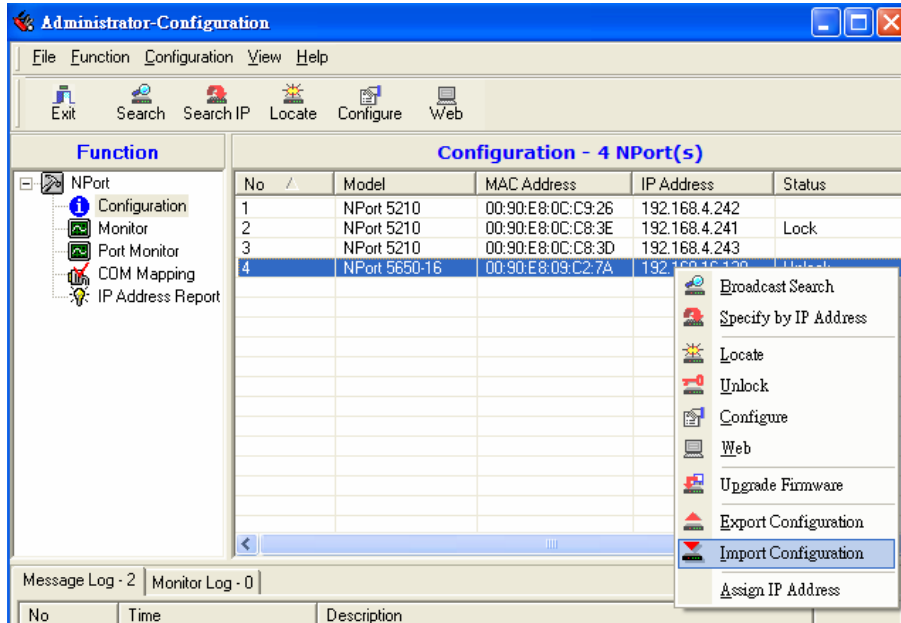 Administrator-Configuration
File Function Configuration View Help
Exit Search Search IP Locate Configure Web
Function
NPort
Configuration
Monitor
Port Monitor
COM Mapping
IP Address Report
Configuration - 4 NPort(s)
No Model MAC Address IP Address Status
1 NPort 5210 00:90:E8:0C:C9:26 192.168.4.242
2 NPort 5210 00:90:E8:0C:C8:3E 192.168.4.241 Lock
3 NPort 5210 00:90:E8:0C:C8:3D 192.168.4.243
4 NPort 5650-16 00:90:E8:09:C2:7A
Broadcast Search
Specify by IP Address
Locate
Unlock
Configure
Web
Upgrade Firmware
Export Configuration
Import Configuration
Assign IP Address
Message Log - 2 Monitor Log - 0
No Time Description